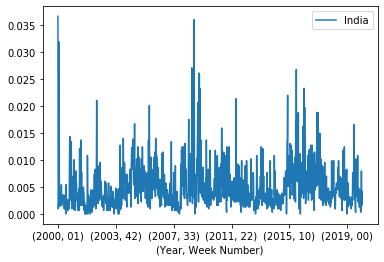 India
0.035
0.030
0.025
0.020
0.015
0.010
0.005
0.000
(2000, 01) (2003, 42) (2007, 33) (2011, 22) (2015, 10) (2019, 00)
(Year, Week Number)